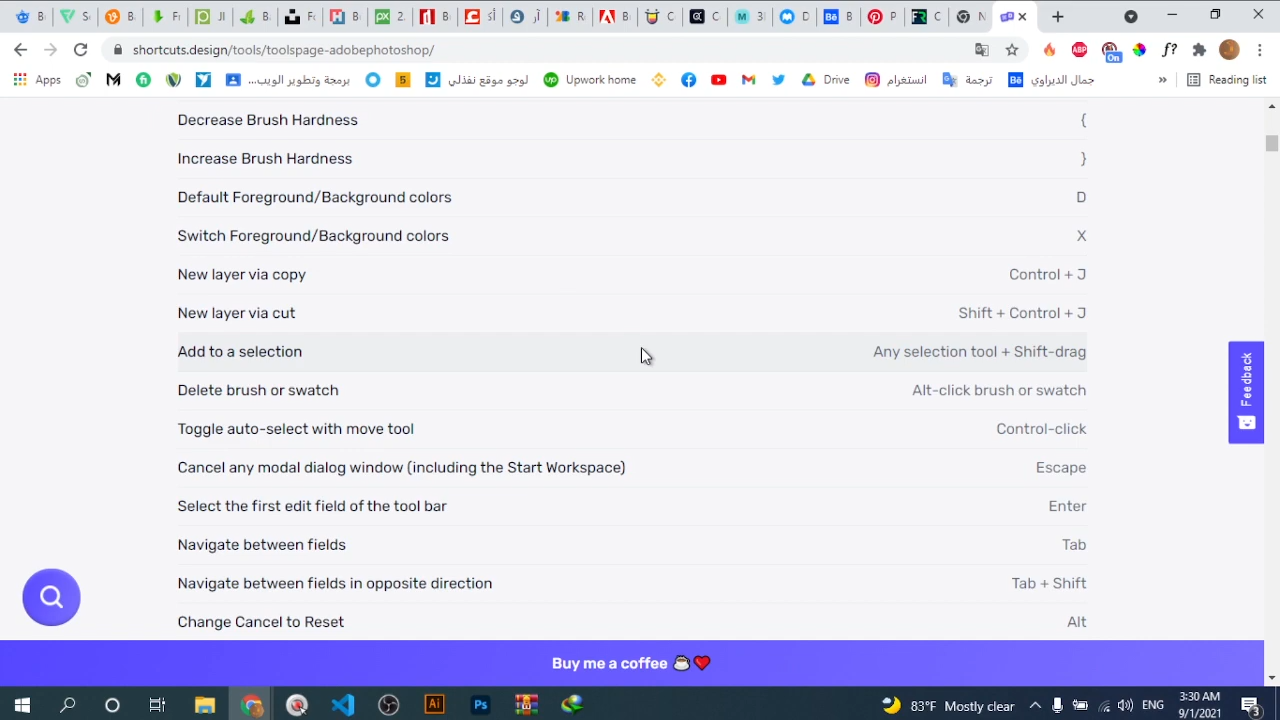 shortcuts.design/tools/toolspage-adobephotoshop/
On
Apps
برمجة وتطوير الويب...
5
لوجو موقع نفذلي
Upwork home
Drive
انستغرام
ترجمة
جمال الديراوي
»
Reading list
Decrease Brush Hardness {
Increase Brush Hardness }
Default Foreground/Background colors D
Switch Foreground/Background colors X
New layer via copy Control + J
New layer via cut Shift + Control + J
Add to a selection Any selection tool + Shift-drag
Delete brush or swatch Alt-click brush or swatch
Toggle auto-select with move tool Control-click
Cancel any modal dialog window (including the Start Workspace) Escape
Select the first edit field of the tool bar Enter
Navigate between fields Tab
Navigate between fields in opposite direction Tab + Shift
Change Cancel to Reset Alt
Feedback
Buy me a coffee ☕❤️
Ai
Ps
83°F Mostly clear
ENG
3:30 AM
9/1/2021
3